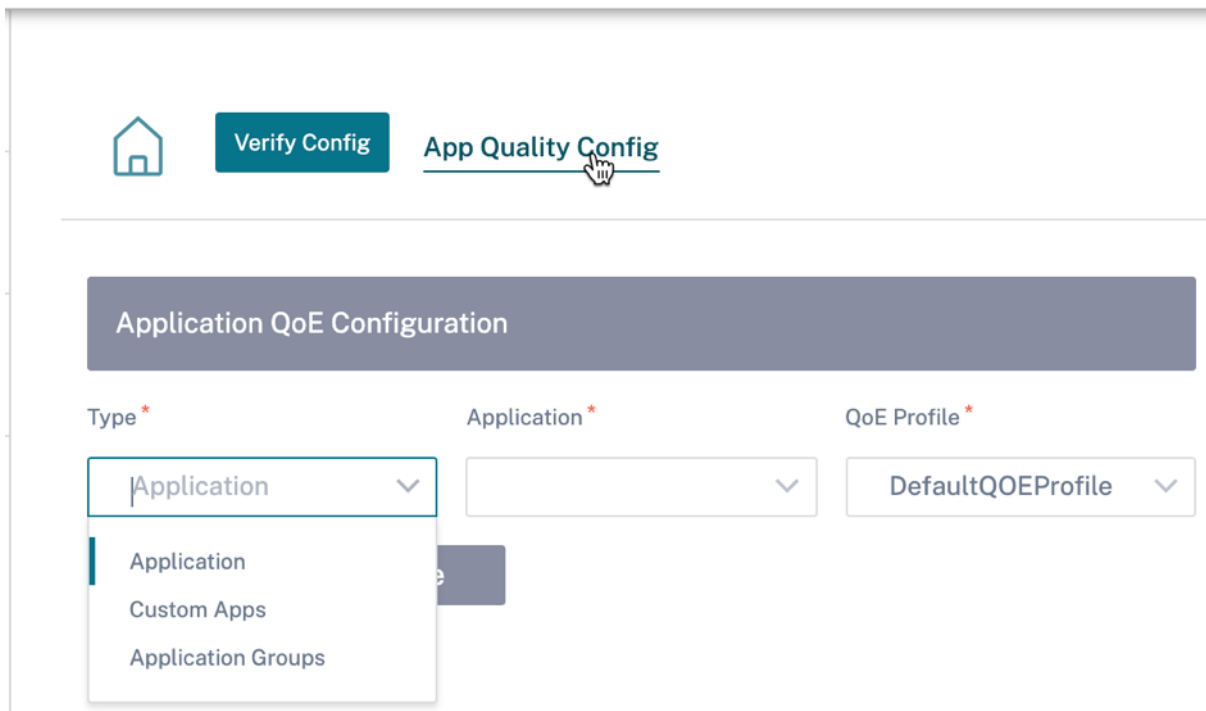 Verify Config
App Quality Config
Application QoE Configuration
Type *
Application *
QoE Profile *
Application
DefaultQOEProfile
Application
Custom Apps
Application Groups